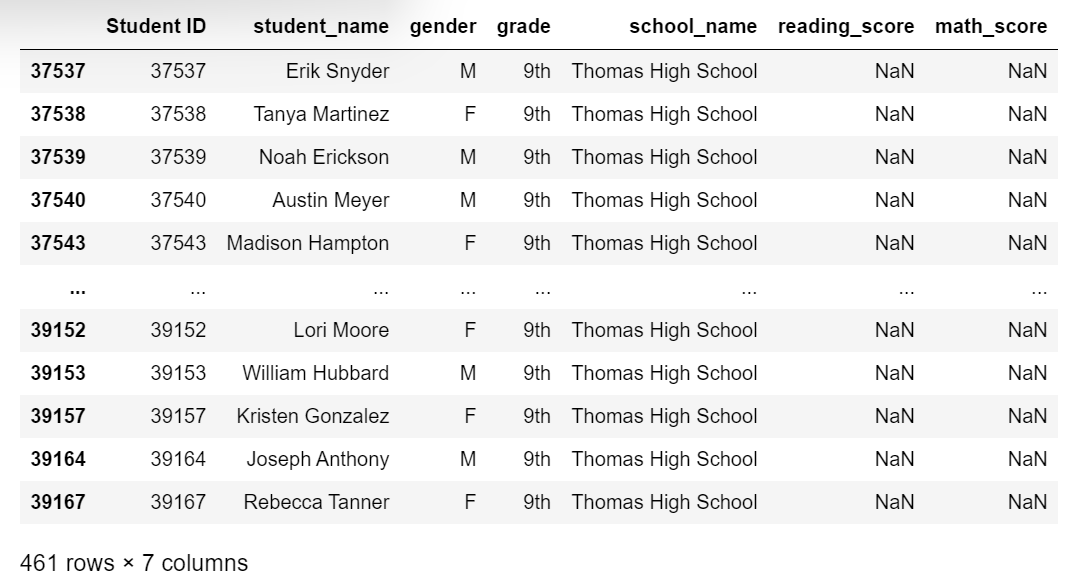 Student ID student_name gender grade school_name reading_score math_score
37537 37537 Erik Snyder M 9th Thomas High School NaN NaN
37538 37538 Tanya Martinez F 9th Thomas High School NaN NaN
37539 37539 Noah Erickson M 9th Thomas High School NaN NaN
37540 37540 Austin Meyer M 9th Thomas High School NaN NaN
37543 37543 Madison Hampton F 9th Thomas High School NaN NaN
... ... ... ... ... ... ... ...
39152 39152 Lori Moore F 9th Thomas High School NaN NaN
39153 39153 William Hubbard M 9th Thomas High School NaN NaN
39157 39157 Kristen Gonzalez F 9th Thomas High School NaN NaN
39164 39164 Joseph Anthony M 9th Thomas High School NaN NaN
39167 39167 Rebecca Tanner F 9th Thomas High School NaN NaN
461 rows × 7 columns